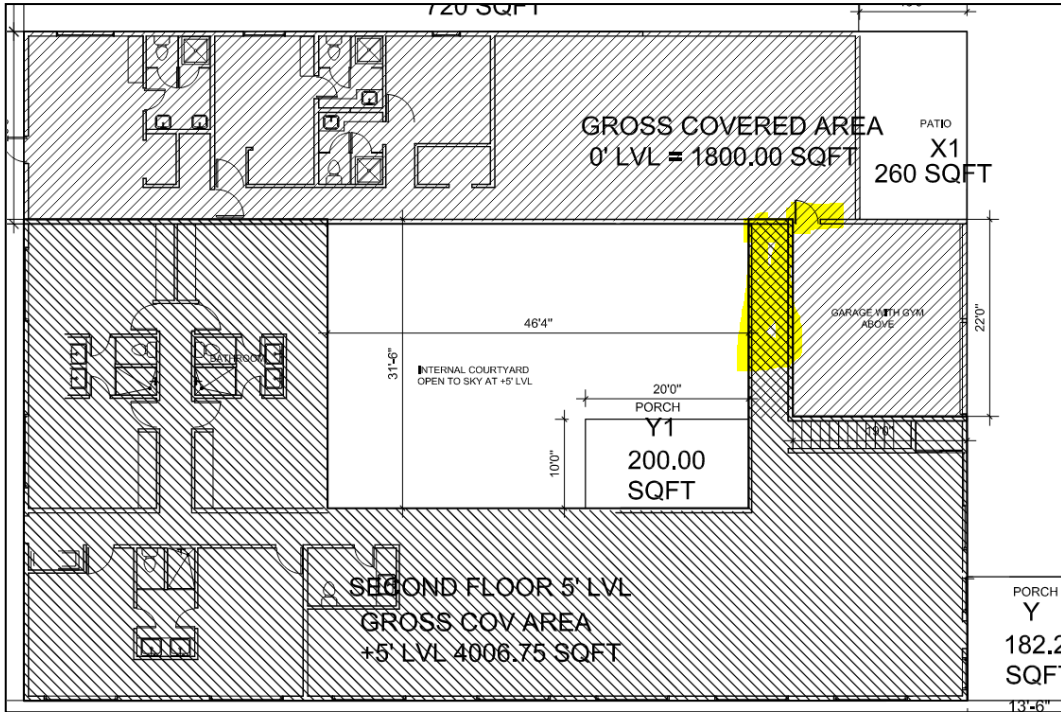 720 SQFT
GROSS COVERED AREA
0' LVL = 1800.00 SQFT
PATIO
X1
260 SQFT
GARAGE WITH GYM
ABOVE
22'0"
46'4"
31'-6"
INTERNAL COURTYARD
OPEN TO SKY AT +5' LVL
BATHROOM
20'0"
PORCH
Y1
200.00
SQFT
10'0"
19'0"
SECOND FLOOR 5' LVL
GROSS COV AREA
+5' LVL 4006.75 SQFT
PORCH
Y
182.2
SQFT
13'-6"